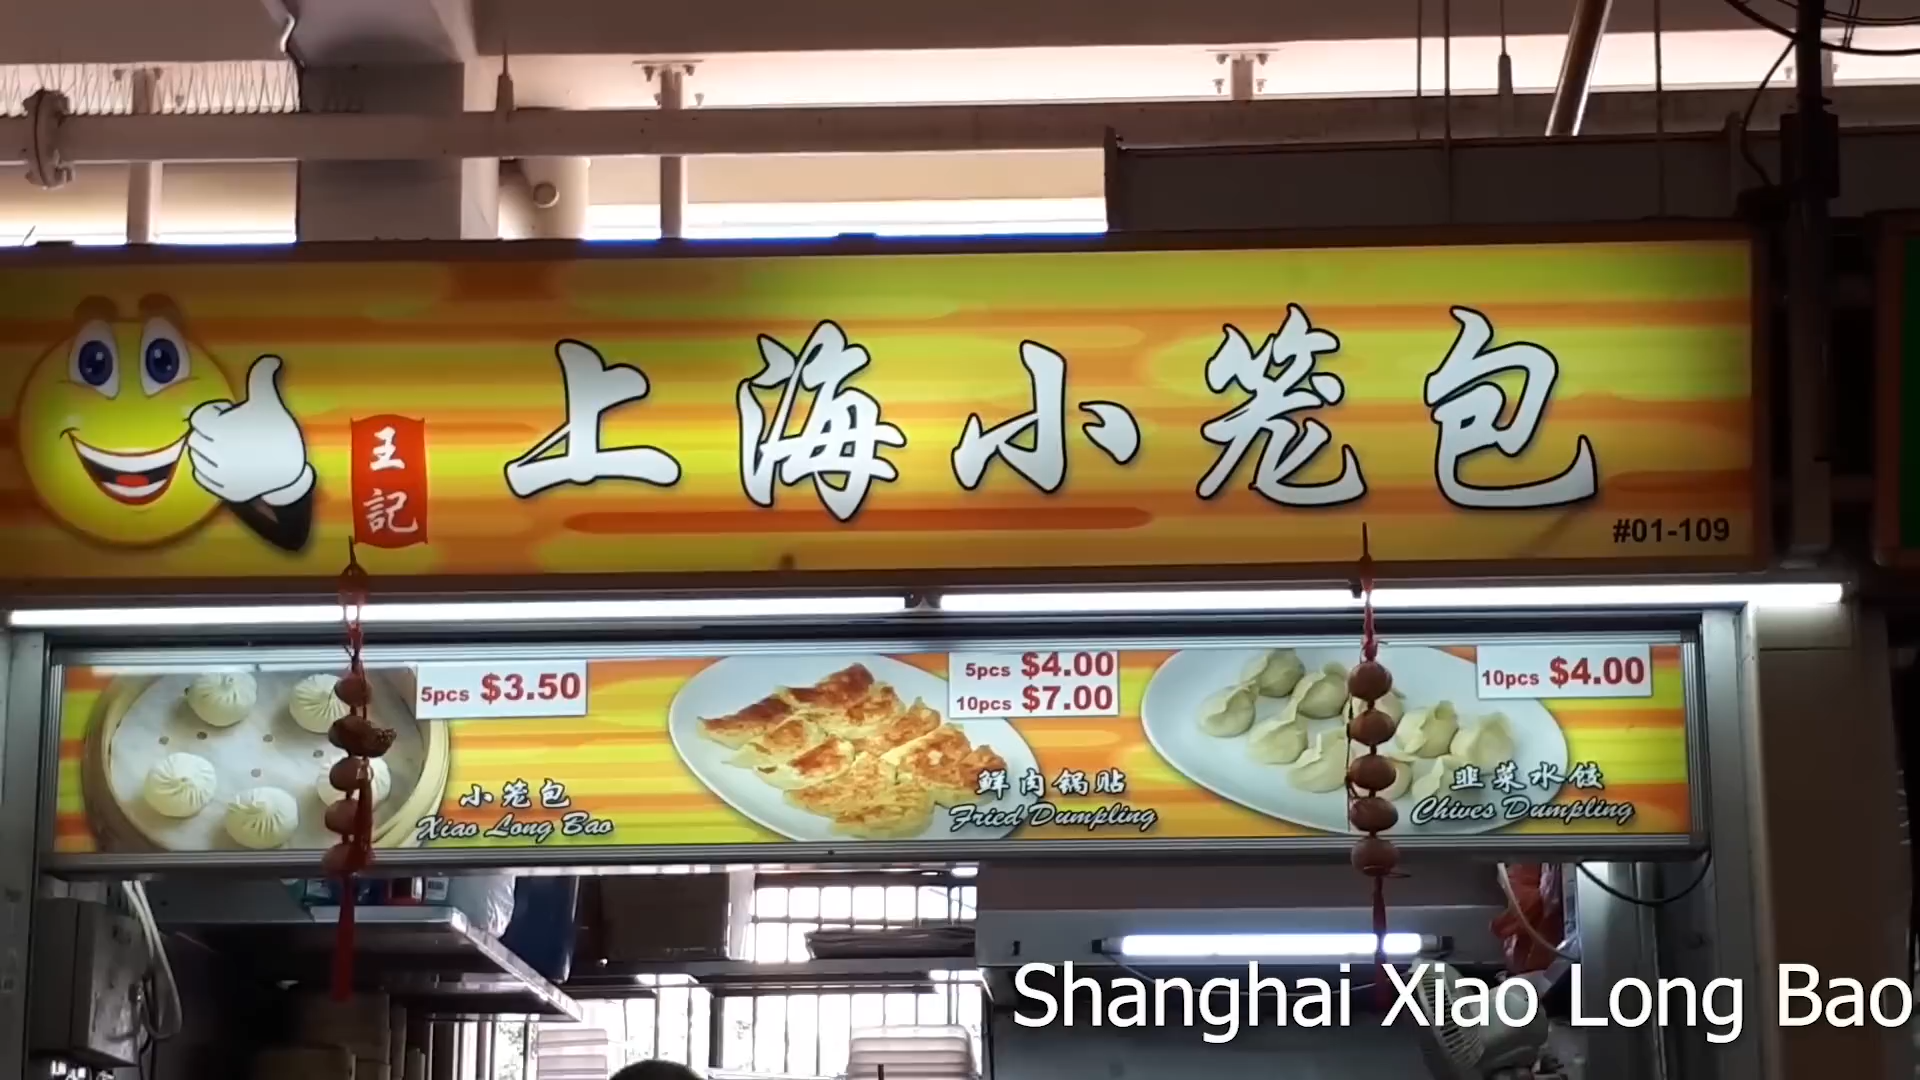 王記
上海小笼包
#01-109
5pcs $3.50
小笼包
Xiao Long Bao
5pcs $4.00
10pcs $7.00
鲜肉锅贴
Fried Dumpling
10pcs $4.00
韭菜水饺
Chives Dumpling
Shanghai Xiao Long Bao